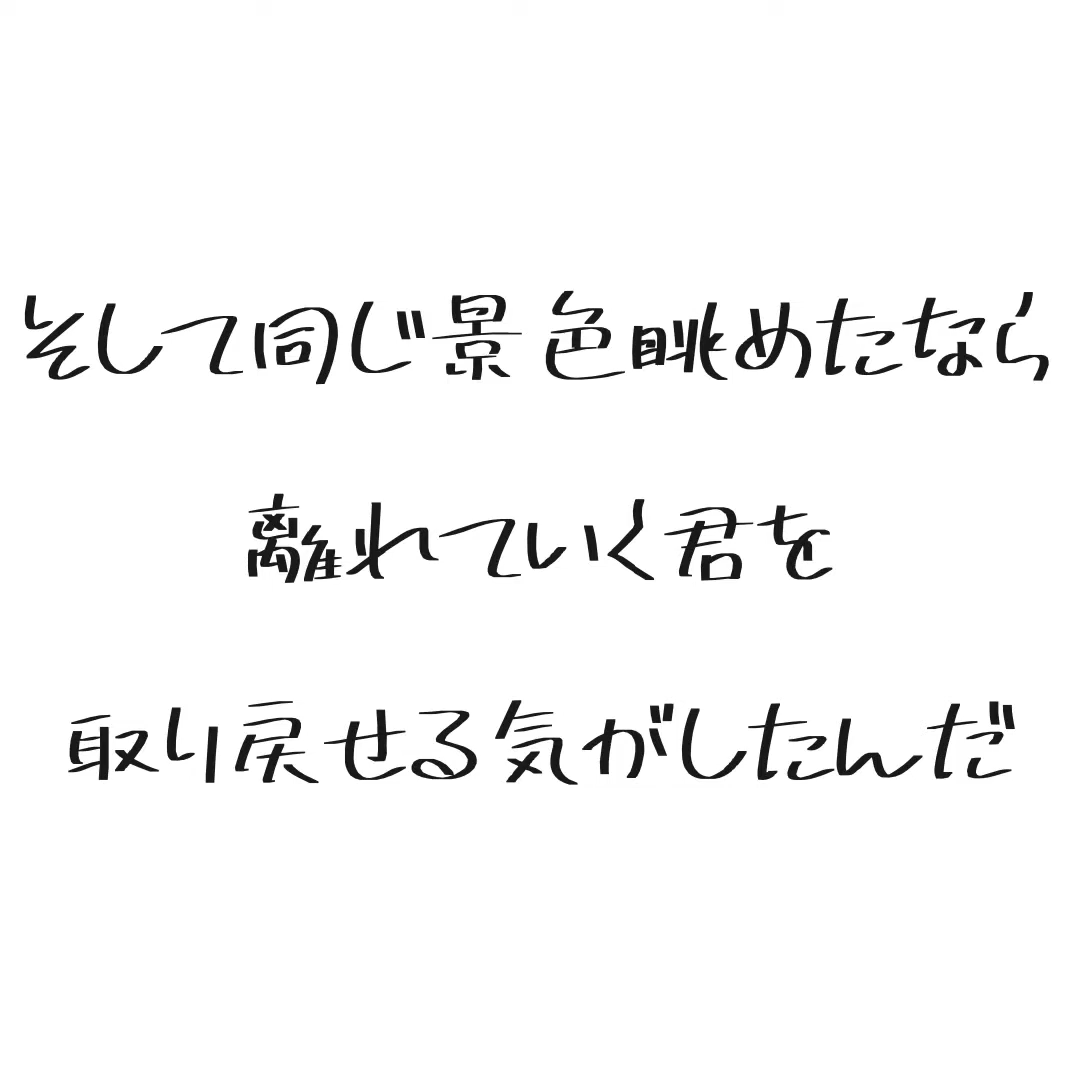 そして同じ景色眺めたなら
離れていく君を
取り戻せる気がしたんだ